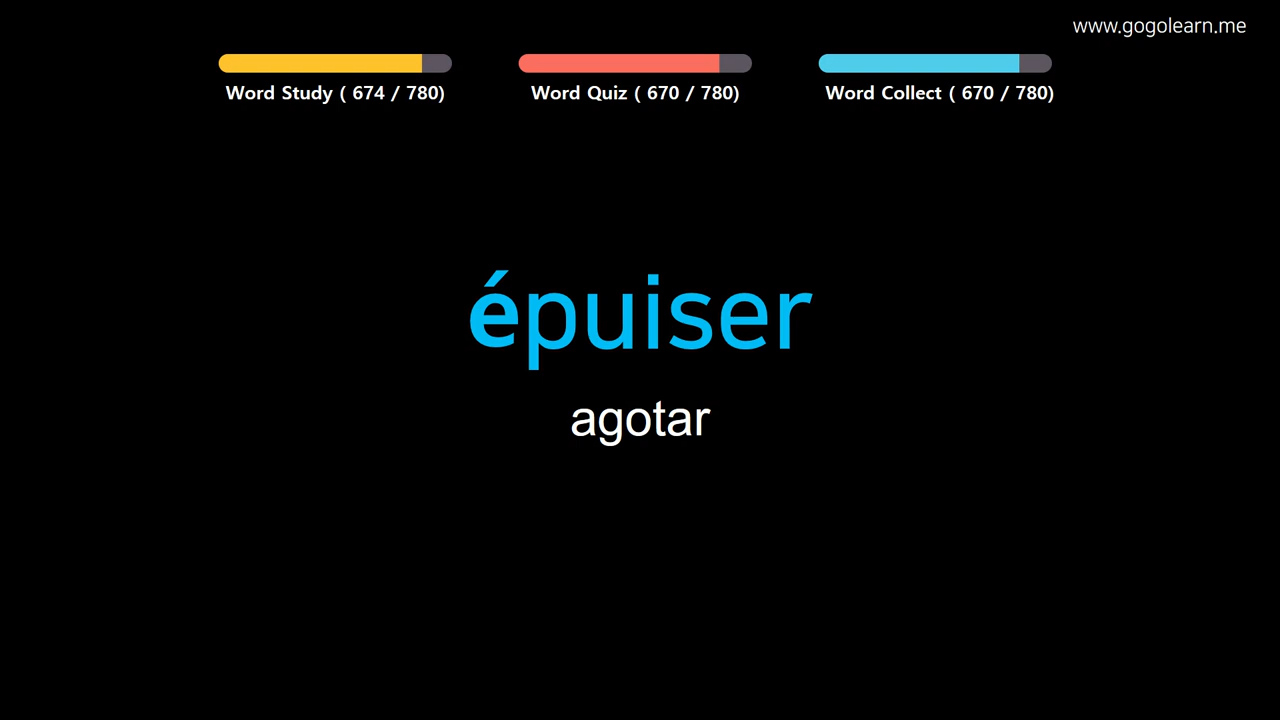 www.gogolearn.me
Word Study ( 674 / 780)
Word Quiz ( 670 / 780)
Word Collect ( 670 / 780)
épuiser
agotar